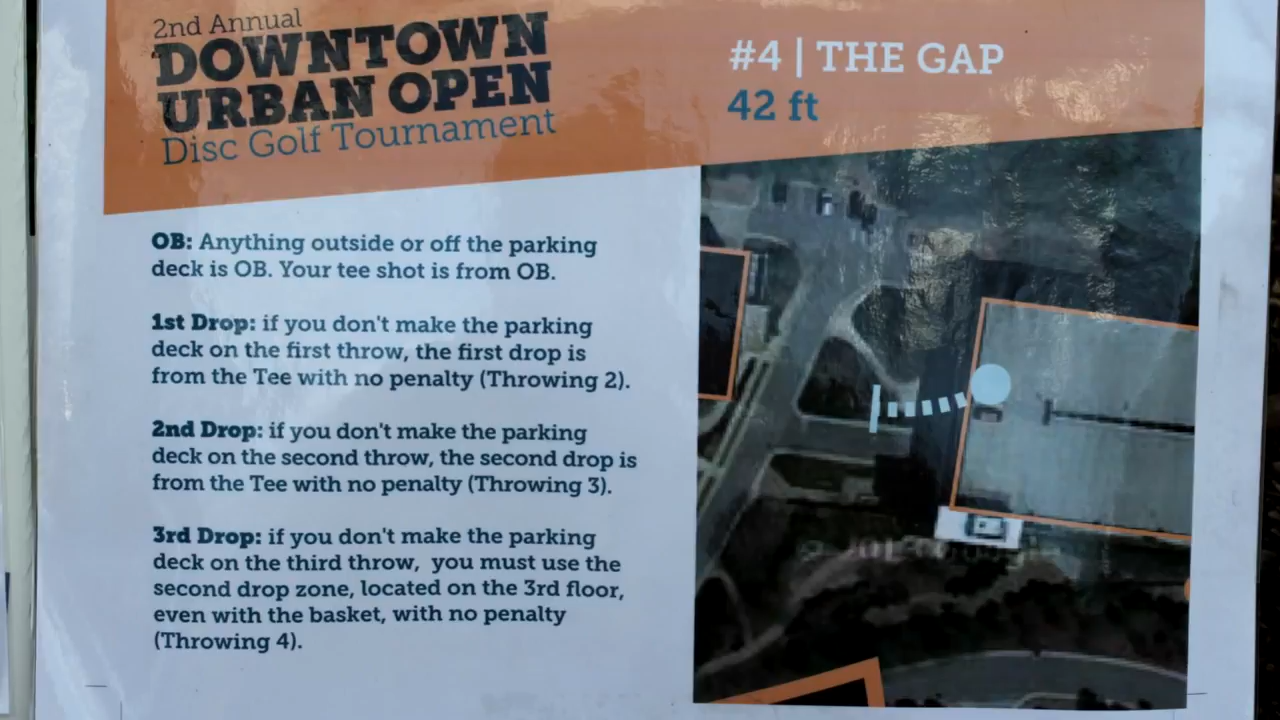 2nd Annual
DOWNTOWN
URBAN OPEN
Disc Golf Tournament
#4 | THE GAP
42 ft
OB: Anything outside or off the parking
deck is OB. Your tee shot is from OB.
1st Drop: if you don't make the parking
deck on the first throw, the first drop is
from the Tee with no penalty (Throwing 2).
2nd Drop: if you don't make the parking
deck on the second throw, the second drop is
from the Tee with no penalty (Throwing 3).
3rd Drop: if you don't make the parking
deck on the third throw, you must use the
second drop zone, located on the 3rd floor,
even with the basket, with no penalty
(Throwing 4).